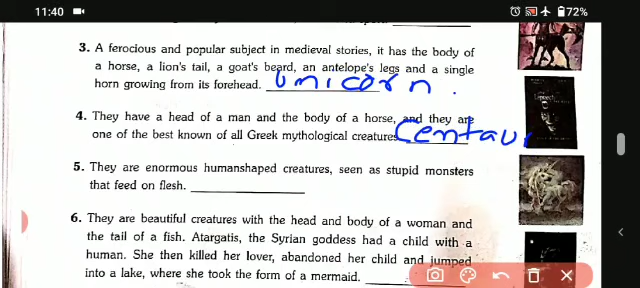 11:40
72%
3. A ferocious and popular subject in medieval stories, it has the body of
a horse, a lion's tail, a goat's beard, an antelope's legs and a single
horn growing from its forehead. Unicorn.
4. They have a head of a man and the body of a horse, and they are
one of the best known of all Greek mythological creatures. Centaur
5. They are enormous humanshaped creatures, seen as stupid monsters
that feed on flesh.
6. They are beautiful creatures with the head and body of a woman and
the tail of a fish. Atargatis, the Syrian goddess had a child with a
human. She then killed her lover, abandoned her child and jumped
into a lake, where she took the form of a mermaid.